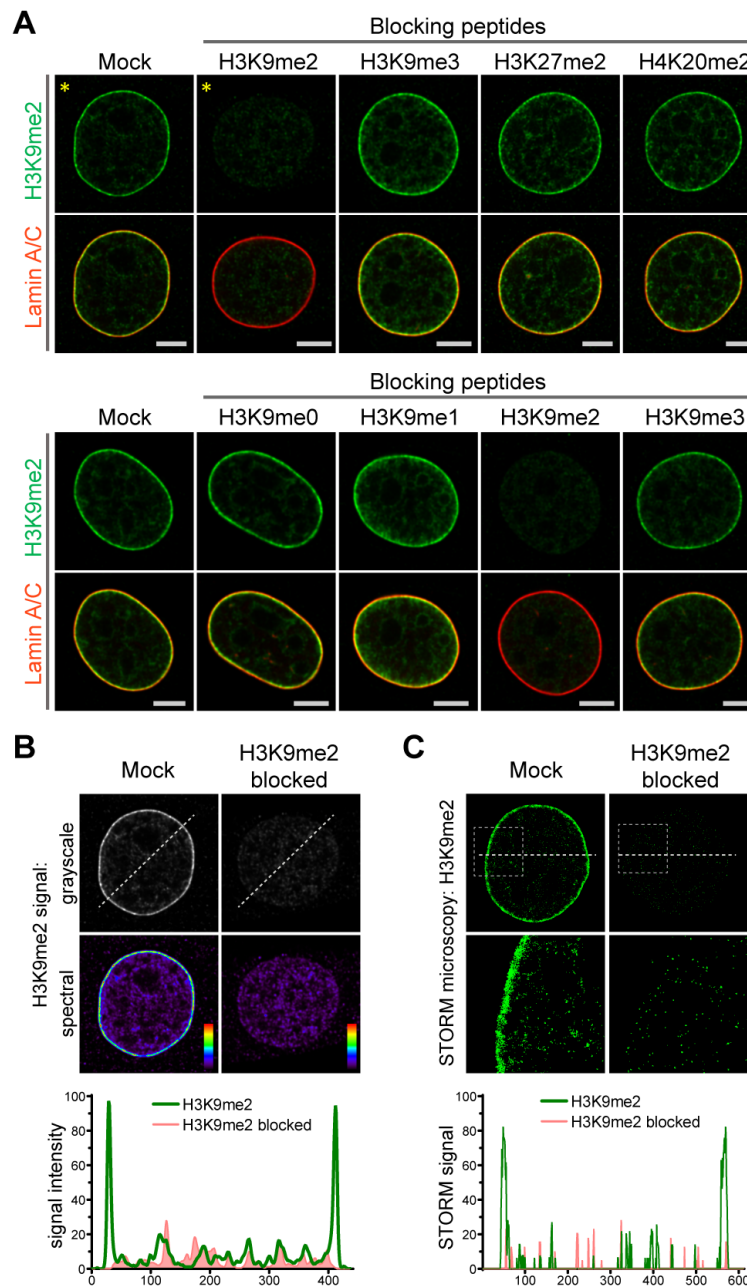 A
Blocking peptides
Mock H3K9me2 H3K9me3 H3K27me2 H4K20me2
H3K9me2
* *
Lamin A/C
Blocking peptides
Mock H3K9me0 H3K9me1 H3K9me2 H3K9me3
H3K9me2
Lamin A/C
B
Mock H3K9me2 blocked
H3K9me2 signal:
grayscale
spectral
100
80
60
40
20
0
signal intensity
H3K9me2
H3K9me2 blocked
0 100 200 300 400
C
Mock H3K9me2 blocked
STORM microscopy: H3K9me2
100
80
60
40
20
0
STORM signal
H3K9me2
H3K9me2 blocked
0 100 200 300 400 500 600